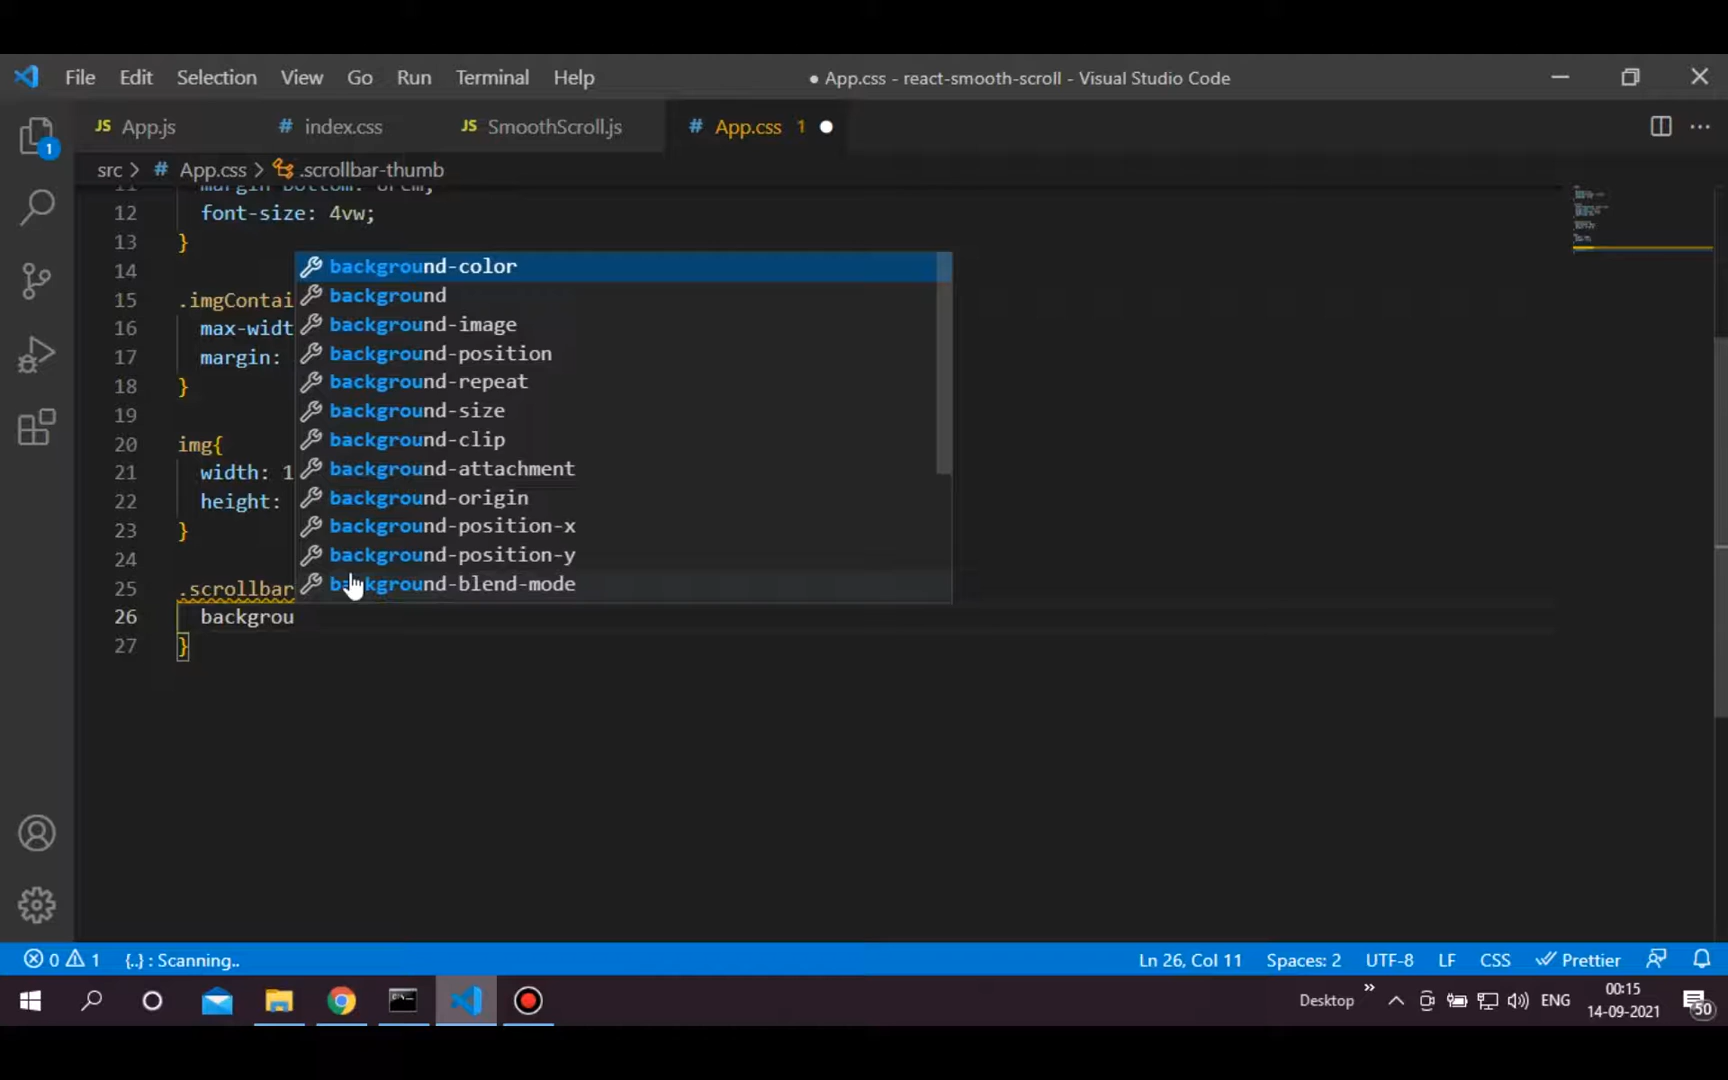 File Edit Selection View Go Run Terminal Help
● App.css - react-smooth-scroll - Visual Studio Code
JS App.js
# index.css
JS SmoothScroll.js
# App.css 1
1
src > # App.css > .scrollbar-thumb
12 font-size: 4vw;
13 }
14
15 .imgContai
16 max-widt
17 margin:
18 }
19
20 img{
21 width: 1
22 height:
23 }
24
25 .scrollbar
26 backgrou
27 }
background-color
background
background-image
background-position
background-repeat
background-size
background-clip
background-attachment
background-origin
background-position-x
background-position-y
background-blend-mode
0 1 {..} : Scanning..
Ln 26, Col 11 Spaces: 2 UTF-8 LF CSS Prettier
Desktop » ENG
00:15
14-09-2021
50